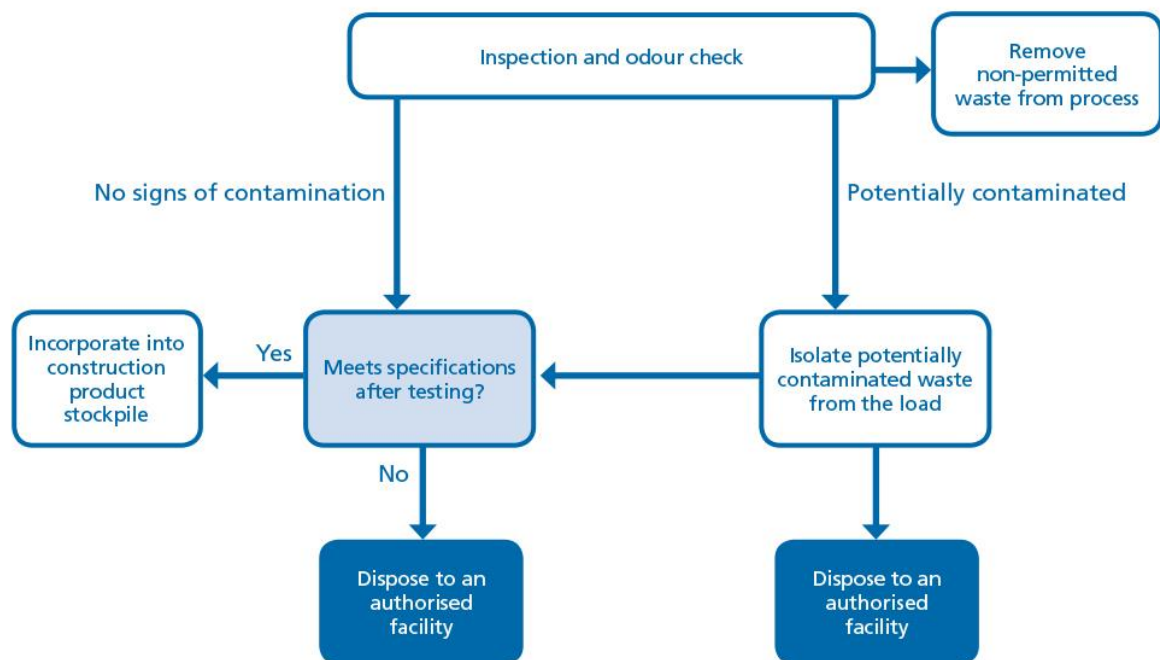 Inspection and odour check
Remove
non-permitted
waste from process
No signs of contamination
Potentially contaminated
Incorporate into
construction
product
stockpile
Yes
Meets specifications
after testing?
Isolate potentially
contaminated waste
from the load
No
Dispose to an
authorised
facility
Dispose to an
authorised
facility